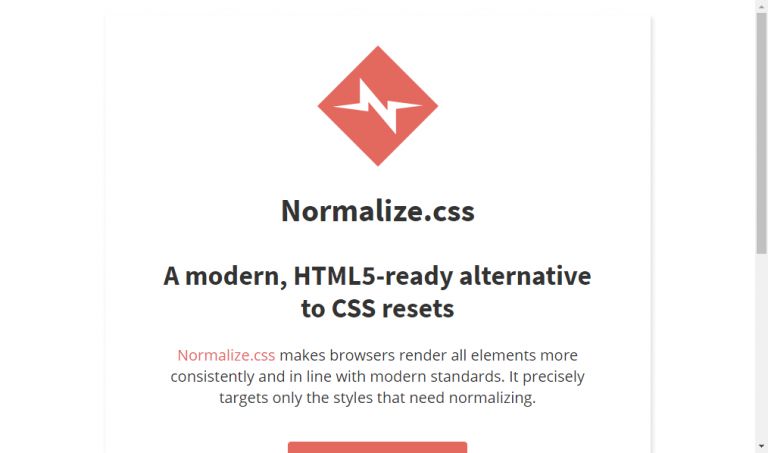 Normalize.css
A modern, HTML5-ready alternative
to CSS resets
Normalize.css makes browsers render all elements more
consistently and in line with modern standards. It precisely
targets only the styles that need normalizing.